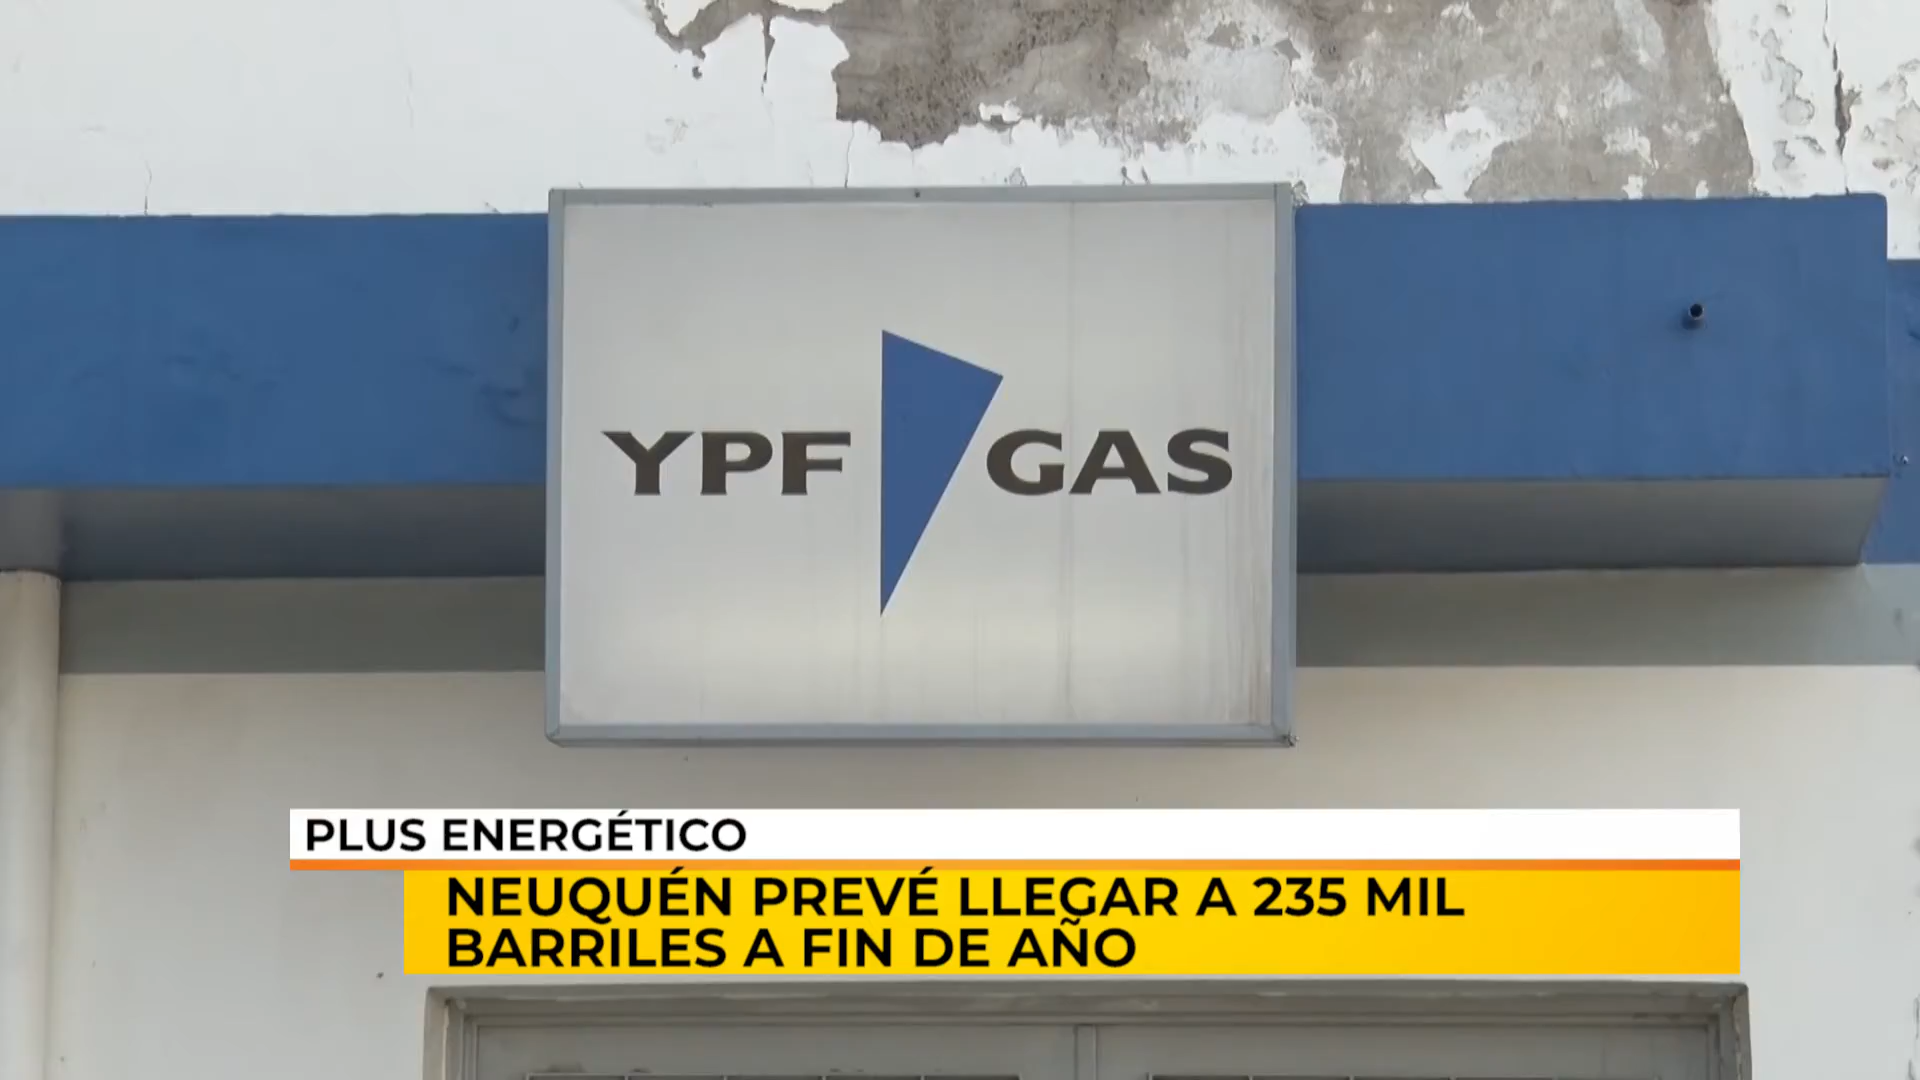 YPF GAS
PLUS ENERGÉTICO
NEUQUÉN PREVÉ LLEGAR A 235 MIL
BARRILES A FIN DE AÑO